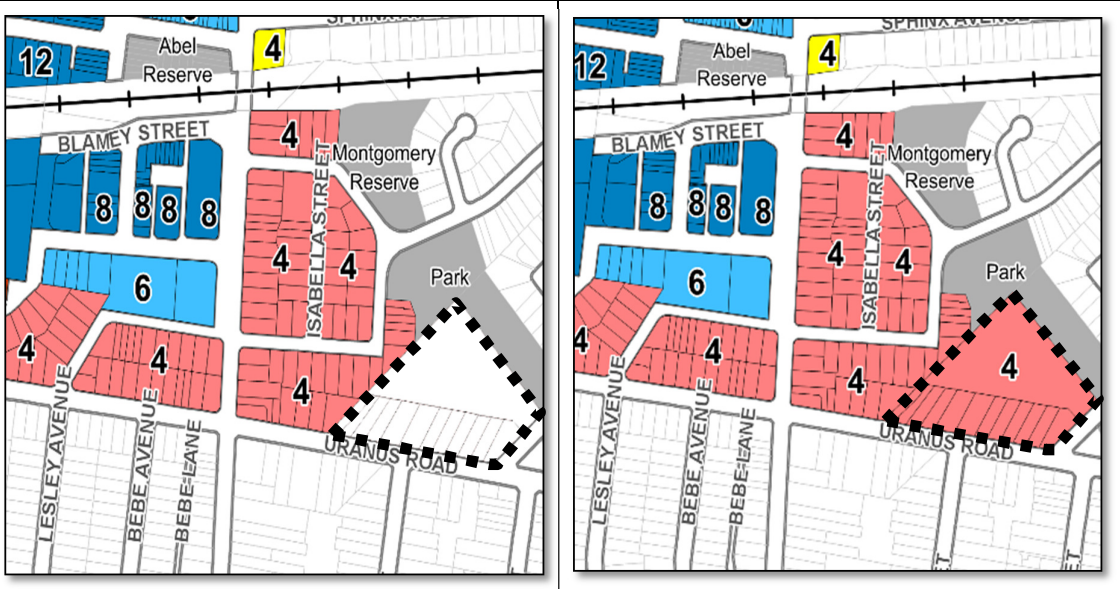 SPHINX AVENUE
4
Abel
Reserve
12
BLAMEY STREET
4
Montgomery
Reserve
8
8
8
8
4
4
ISABELLA STREET
Park
6
4
4
4
URANUS ROAD
LESLEY AVENUE
BEBE AVENUE
BEBE LANE
SPHINX AVENUE
4
Abel
Reserve
12
BLAMEY STREET
4
Montgomery
Reserve
8
8
8
8
4
4
ISABELLA STREET
Park
6
4
4
4
4
URANUS ROAD
LESLEY AVENUE
BEBE AVENUE
BEBE LANE